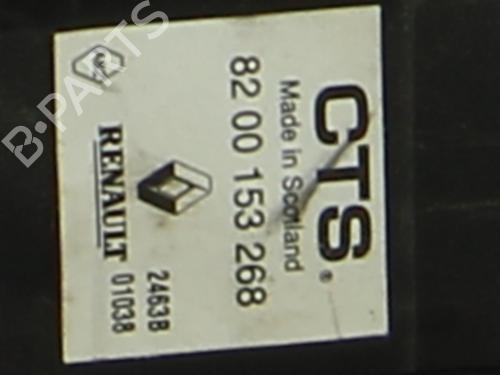 CTS®
Made in Scotland
82 00 153 268
RENAULT
2463B
01038
B-PARTS